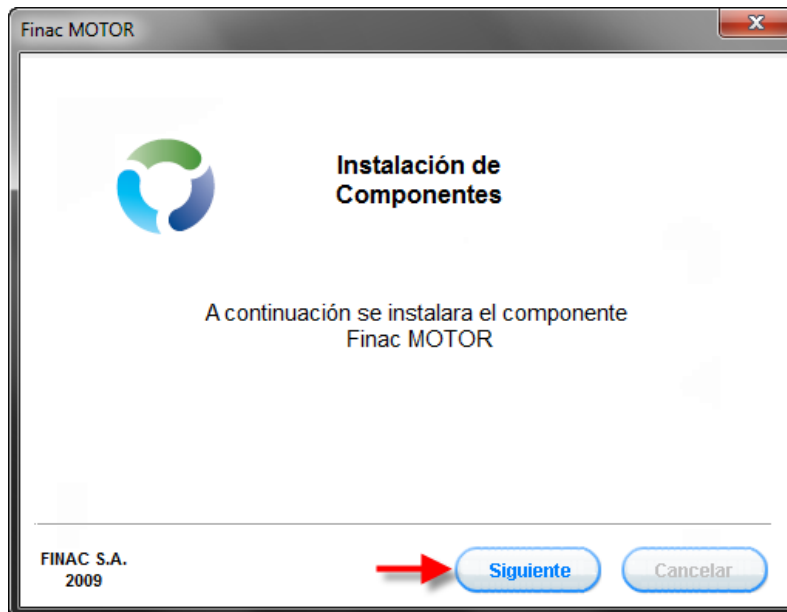 Finac MOTOR
Instalación de
Componentes
A continuación se instalara el componente
Finac MOTOR
FINAC S.A.
2009
Siguiente
Cancelar